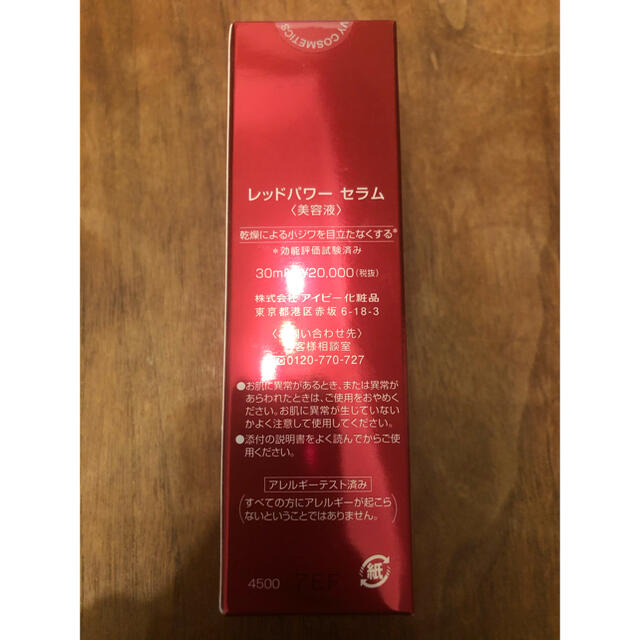 IVY COSMETICS
レッドパワー セラム
〈美容液〉
乾燥による小ジワを目立たなくする*
*効能評価試験済み
30mL ¥20,000(税抜)
株式会社 アイビー化粧品
東京都港区赤坂 6-18-3
〈お問い合わせ先〉
お客様相談室
0120-770-727
●お肌に異常があるとき、または異常が
あらわれたときは、ご使用をおやめく
ださい。お肌に異常が生じていない
かよく注意して使用してください。
●添付の説明書をよく読んでからご使
用ください。
アレルギーテスト済み
(すべての方にアレルギーが起こら
ないということではありません。)
紙
4500